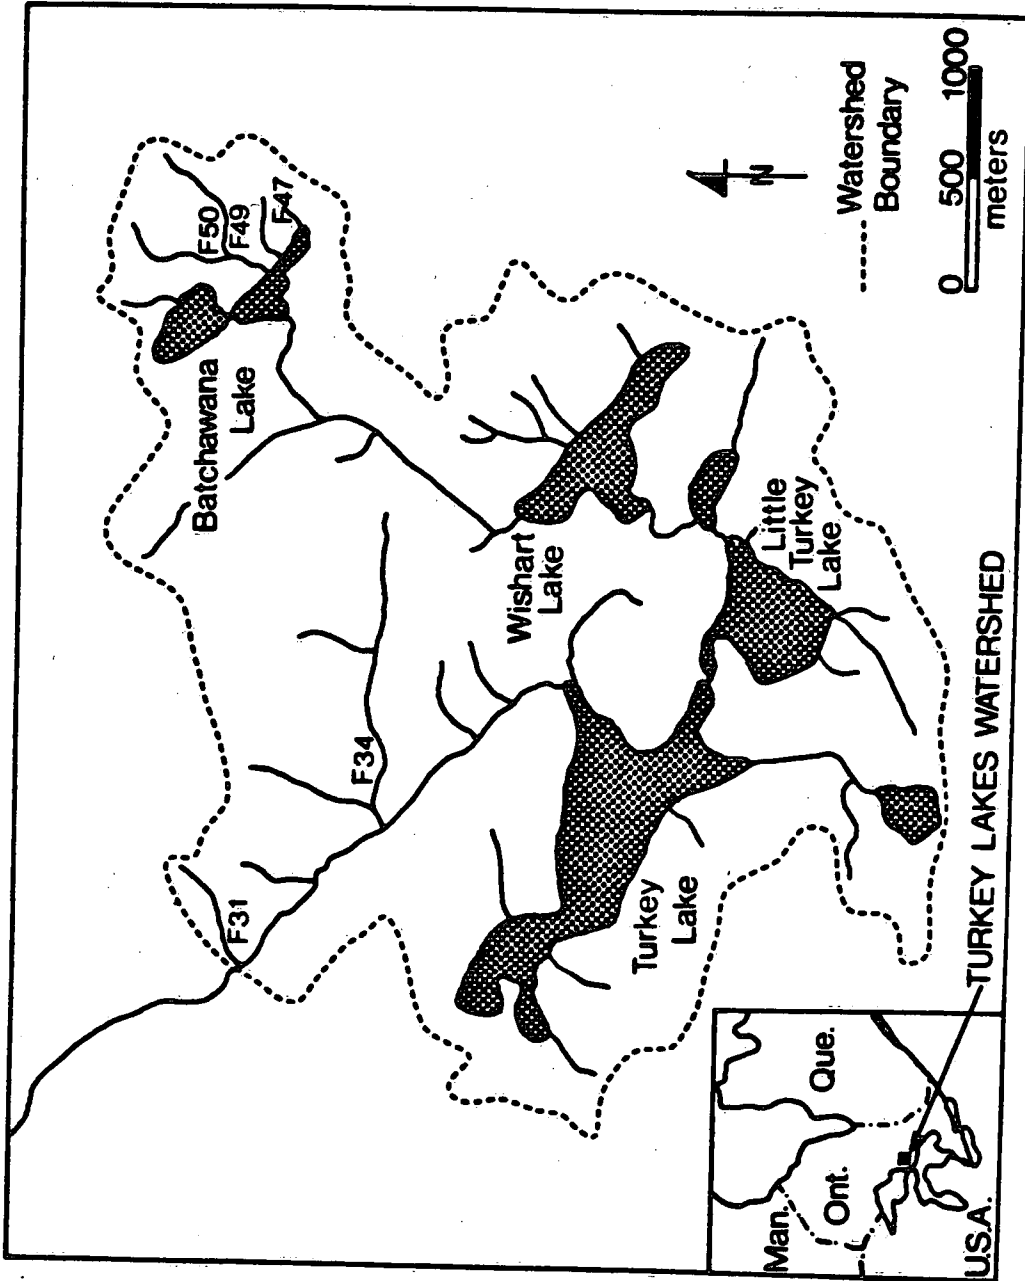 F50
F49
F47
Batchawana
Lake
F31
F34
Wishart
Lake
Little
Turkey
Lake
Turkey
Lake
N
Watershed
Boundary
0 500 1000
meters
Man.
Ont.
Que.
U.S.A.
TURKEY LAKES WATERSHED